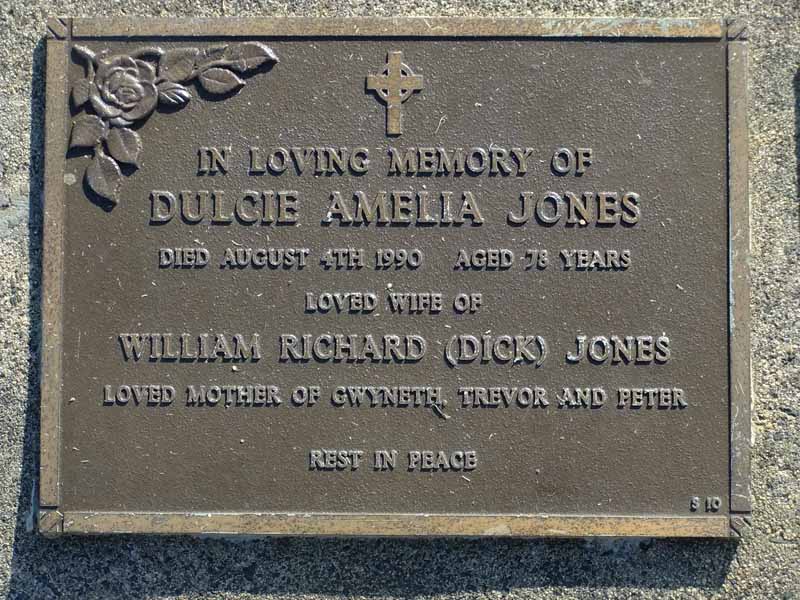 IN LOVING MEMORY OF
DULCIE AMELIA JONES
DIED AUGUST 4TH 1990 AGED 78 YEARS
LOVED WIFE OF
WILLIAM RICHARD (DICK) JONES
LOVED MOTHER OF GWYNETH, TREVOR AND PETER
REST IN PEACE
S 10